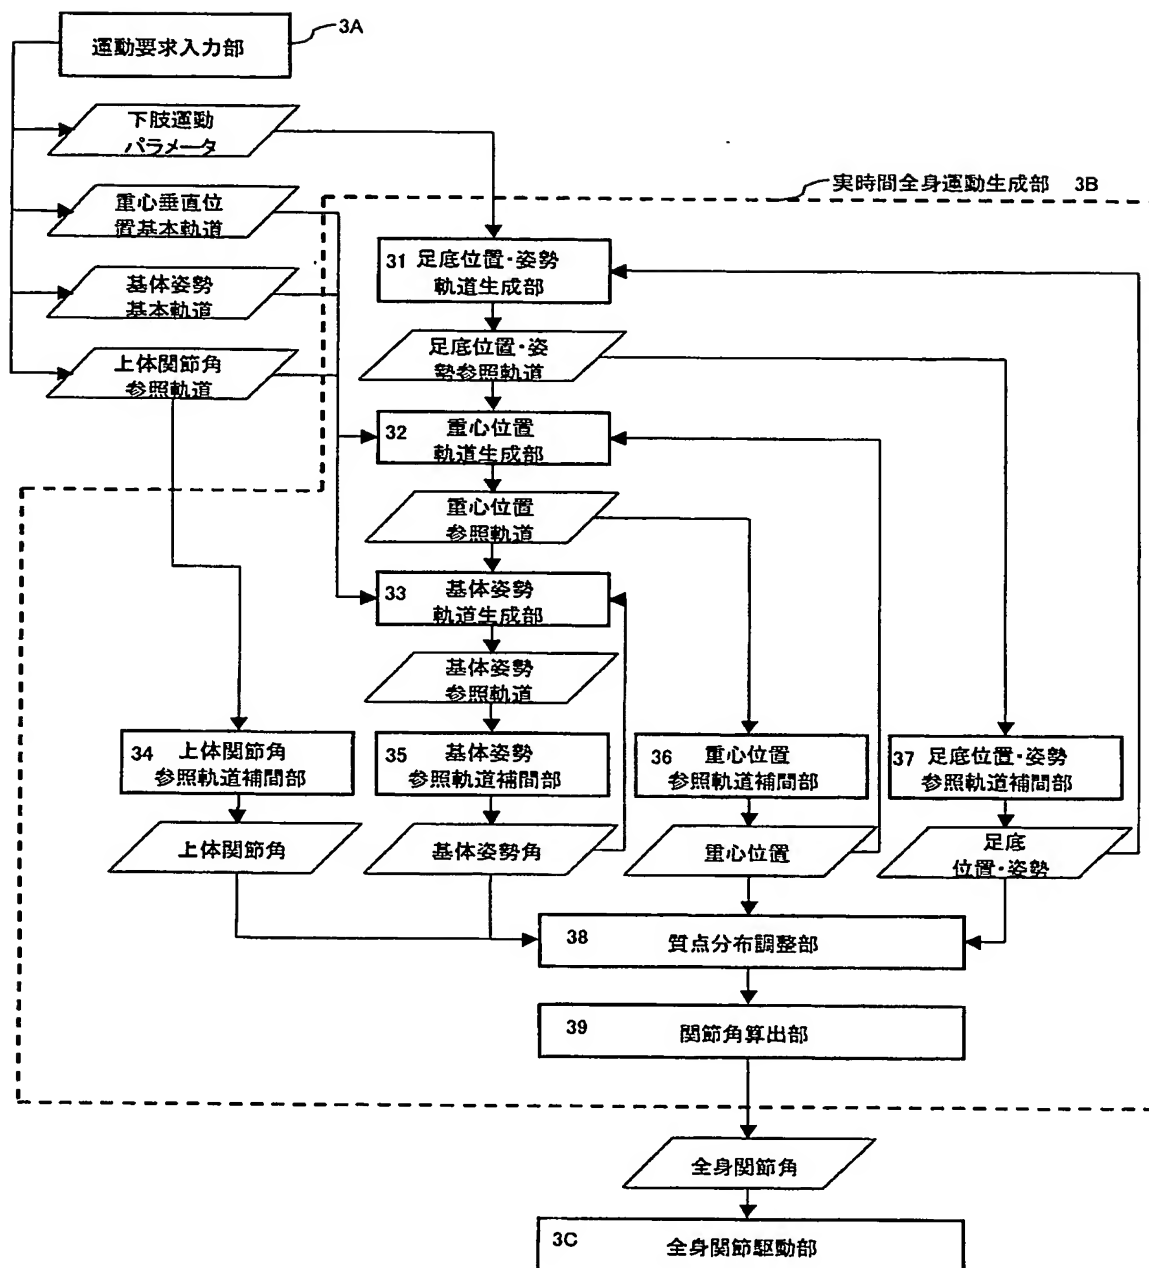 運動要求入力部
3A
下肢運動
パラメータ
重心垂直位
置基本軌道
基体姿勢
基本軌道
上体関節角
参照軌道
実時間全身運動生成部 3B
31 足底位置・姿勢
軌道生成部
足底位置・姿
勢参照軌道
32 重心位置
軌道生成部
重心位置
参照軌道
33 基体姿勢
軌道生成部
基体姿勢
参照軌道
34 上体関節角
参照軌道補間部
35 基体姿勢
参照軌道補間部
36 重心位置
参照軌道補間部
37 足底位置・姿勢
参照軌道補間部
上体関節角
基体姿勢角
重心位置
足底
位置・姿勢
38 質点分布調整部
39 関節角算出部
全身関節角
3C 全身関節駆動部